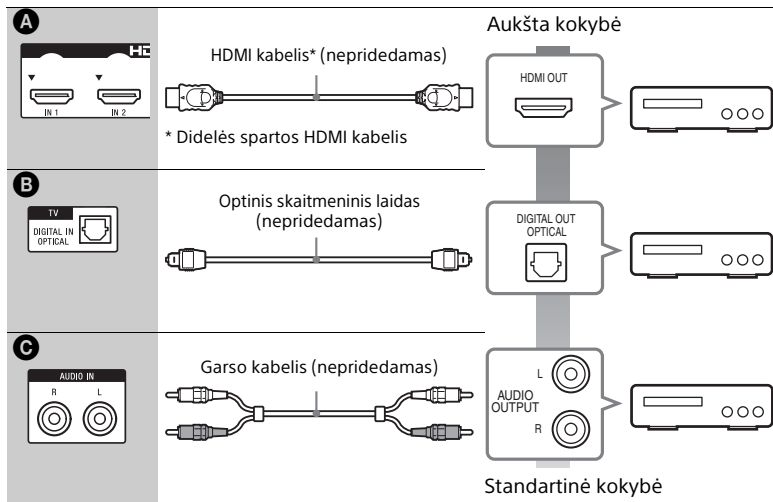 A
Aukšta kokybė
HDMI kabelis* (nepridedamas)
IN 1
IN 2
HDMI OUT
* Didelės spartos HDMI kabelis
B
TV
DIGITAL IN
OPTICAL
Optinis skaitmeninis laidas
(nepridedamas)
DIGITAL OUT
OPTICAL
C
AUDIO IN
R
L
Garso kabelis (nepridedamas)
L
AUDIO
OUTPUT
R
Standartinė kokybė